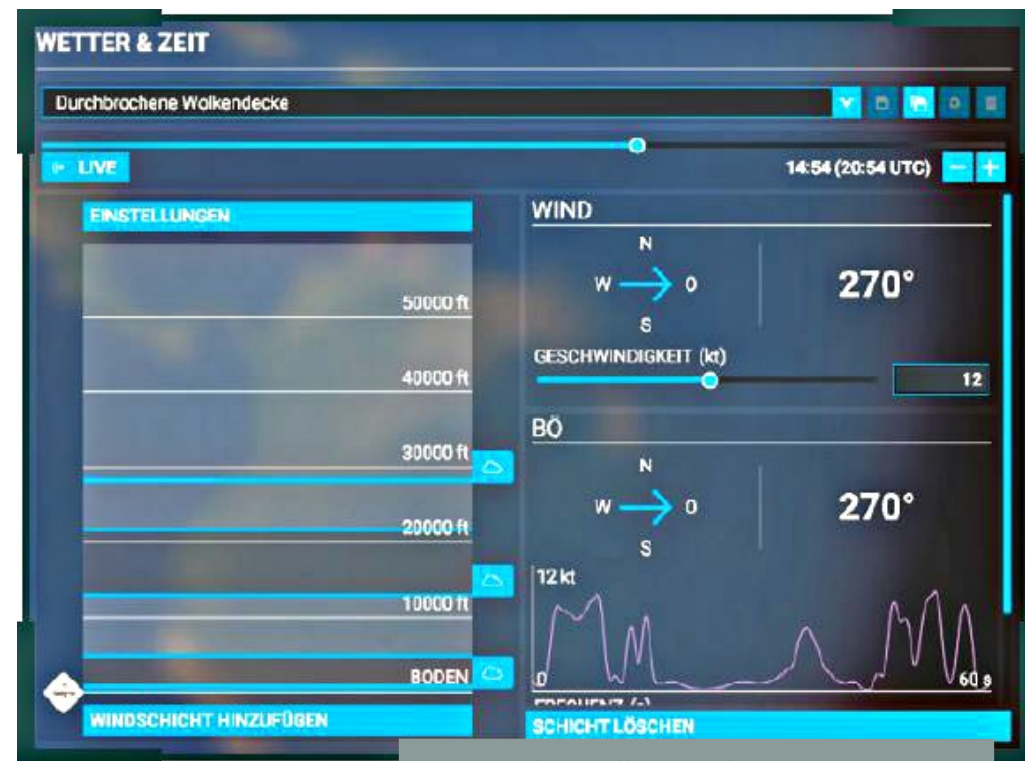 WETTER & ZEIT
Durchbrochene Wolkendecke
LIVE
14:54 (20:54 UTC)
EINSTELLUNGEN
50000 ft
40000 ft
30000 ft
20000 ft
10000 ft
BODEN
WINDSCHICHT HINZUFÜGEN
WIND
N
W O
S
270°
GESCHWINDIGKEIT (kt)
12
BÖ
N
W O
S
270°
12 kt
0
60 s
FREQUENZ (s)
SCHICHT LÖSCHEN